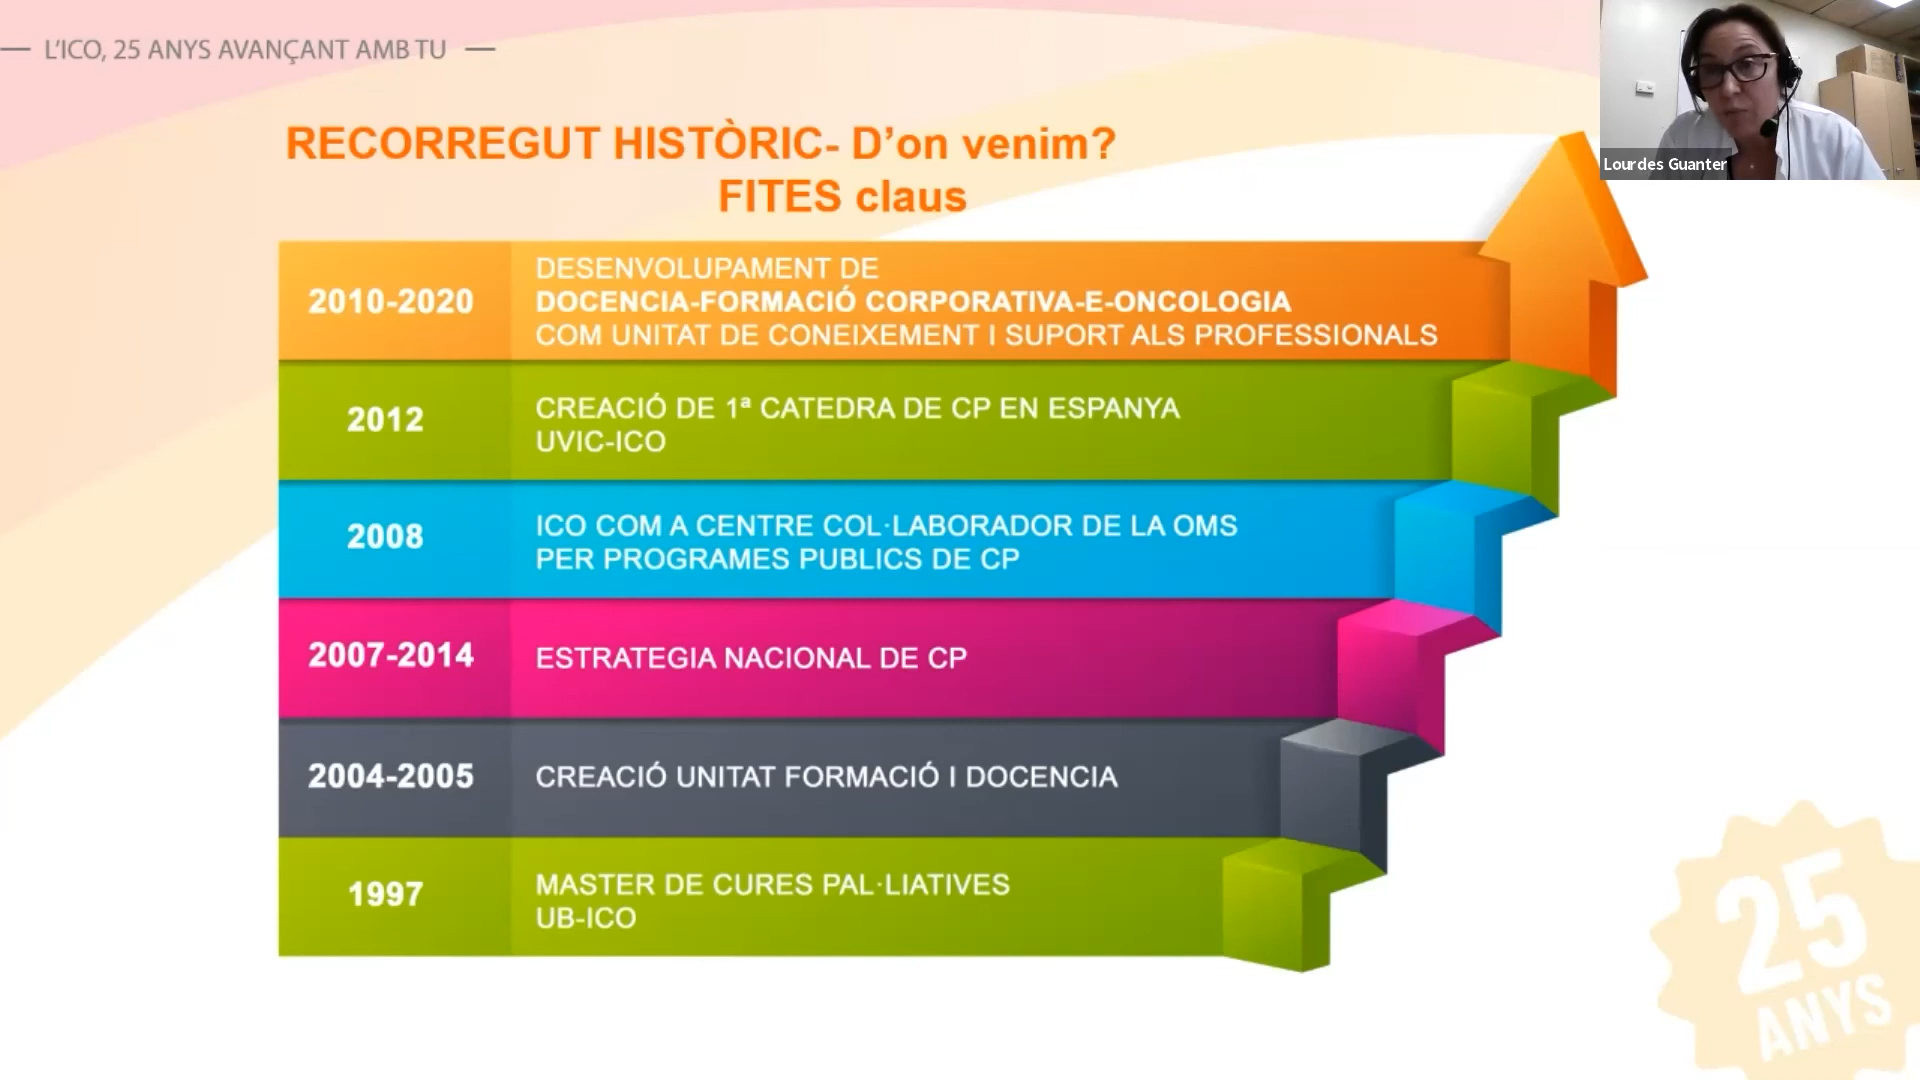 L'ICO, 25 ANYS AVANÇANT AMB TU
Lourdes Guanter
RECORREGUT HISTÒRIC- D’on venim?
FITES claus
2010-2020
DESENVOLUPAMENT DE
DOCENCIA-FORMACIÓ CORPORATIVA-E-ONCOLOGIA
COM UNITAT DE CONEIXEMENT I SUPORT ALS PROFESSIONALS
2012
CREACIÓ DE 1ª CATEDRA DE CP EN ESPANYA
UVIC-ICO
2008
ICO COM A CENTRE COL·LABORADOR DE LA OMS
PER PROGRAMES PUBLICS DE CP
2007-2014
ESTRATEGIA NACIONAL DE CP
2004-2005
CREACIÓ UNITAT FORMACIÓ I DOCENCIA
1997
MASTER DE CURES PAL·LIATIVES
UB-ICO
25
ANYS